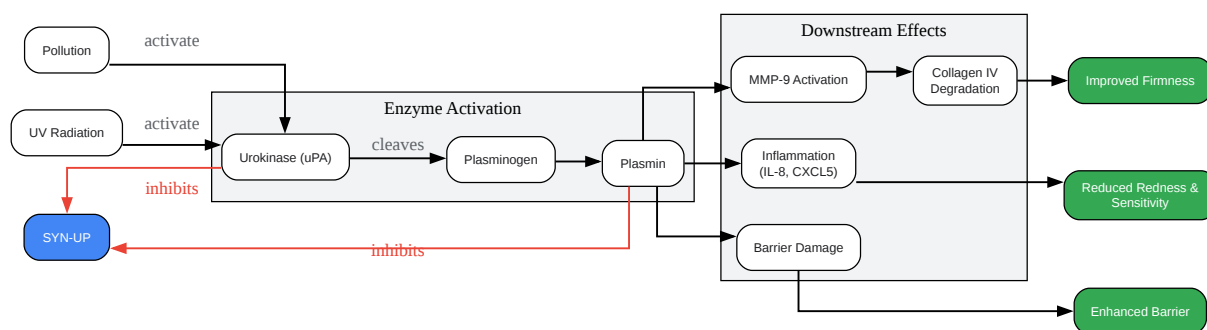 Downstream Effects
Pollution
activate
MMP-9 Activation
Collagen IV
Degradation
Improved Firmness
Enzyme Activation
UV Radiation
activate
Urokinase (uPA)
cleaves
Plasminogen
Plasmin
Inflammation
(IL-8, CXCL5)
inhibits
Reduced Redness &
Sensitivity
SYN-UP
inhibits
Barrier Damage
Enhanced Barrier